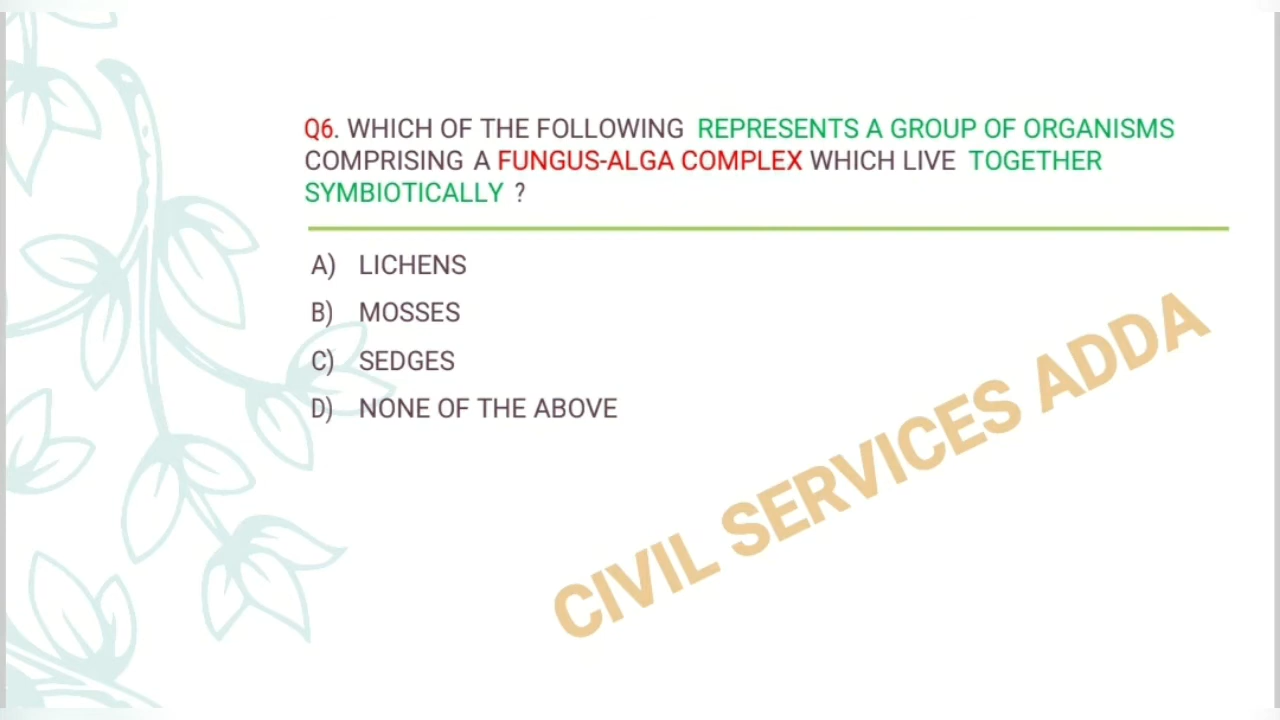 Q6. WHICH OF THE FOLLOWING REPRESENTS A GROUP OF ORGANISMS
COMPRISING A FUNGUS-ALGA COMPLEX WHICH LIVE TOGETHER
SYMBIOTICALLY ?
A) LICHENS
B) MOSSES
C) SEDGES
D) NONE OF THE ABOVE
CIVIL SERVICES ADDA